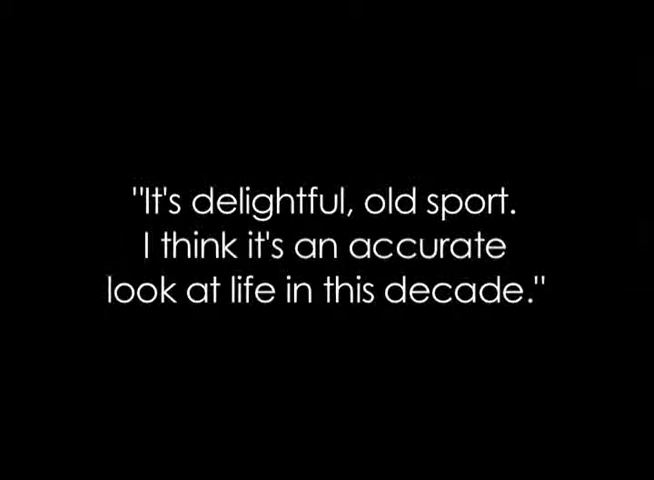 "It's delightful, old sport.
I think it's an accurate
look at life in this decade."